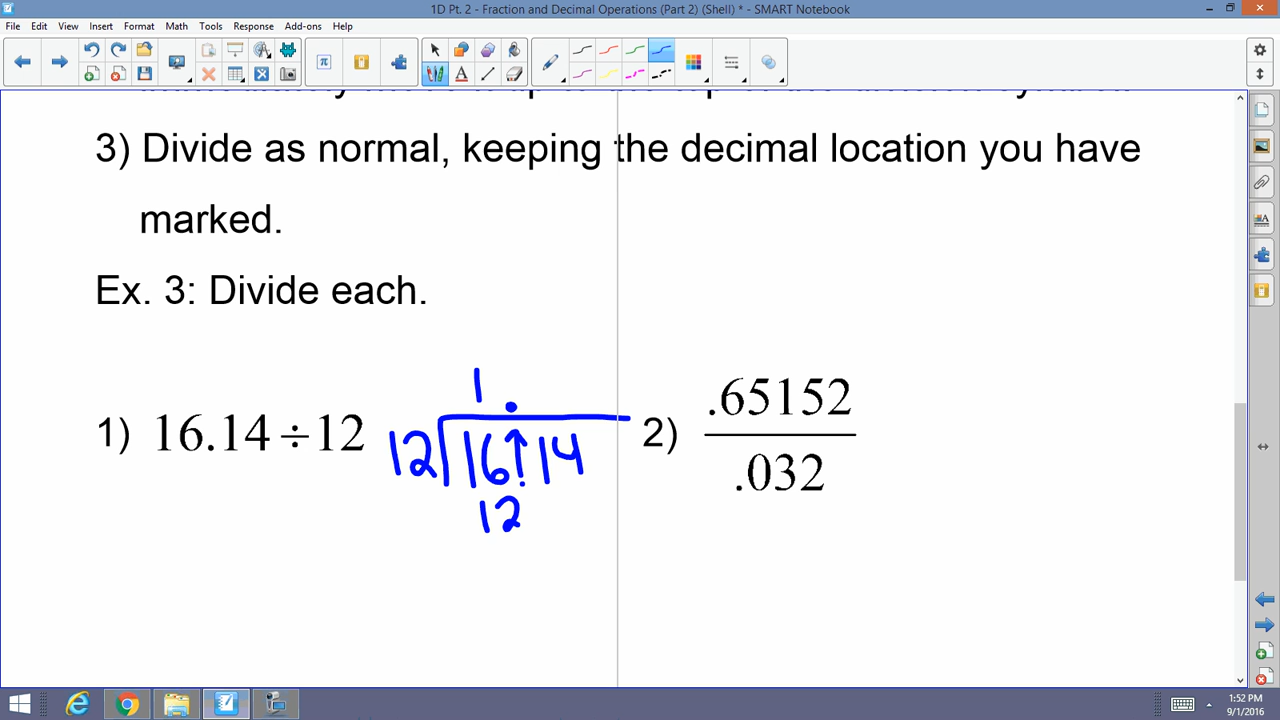 1D Pt. 2 - Fraction and Decimal Operations (Part 2) (Shell) * - SMART Notebook
File Edit View Insert Format Math Tools Response Add-ons Help
3) Divide as normal, keeping the decimal location you have
marked.
Ex. 3: Divide each.
1 .
1) 16.14 ÷ 12
12 16.14
12
2) .65152
.032
1:52 PM
9/1/2016